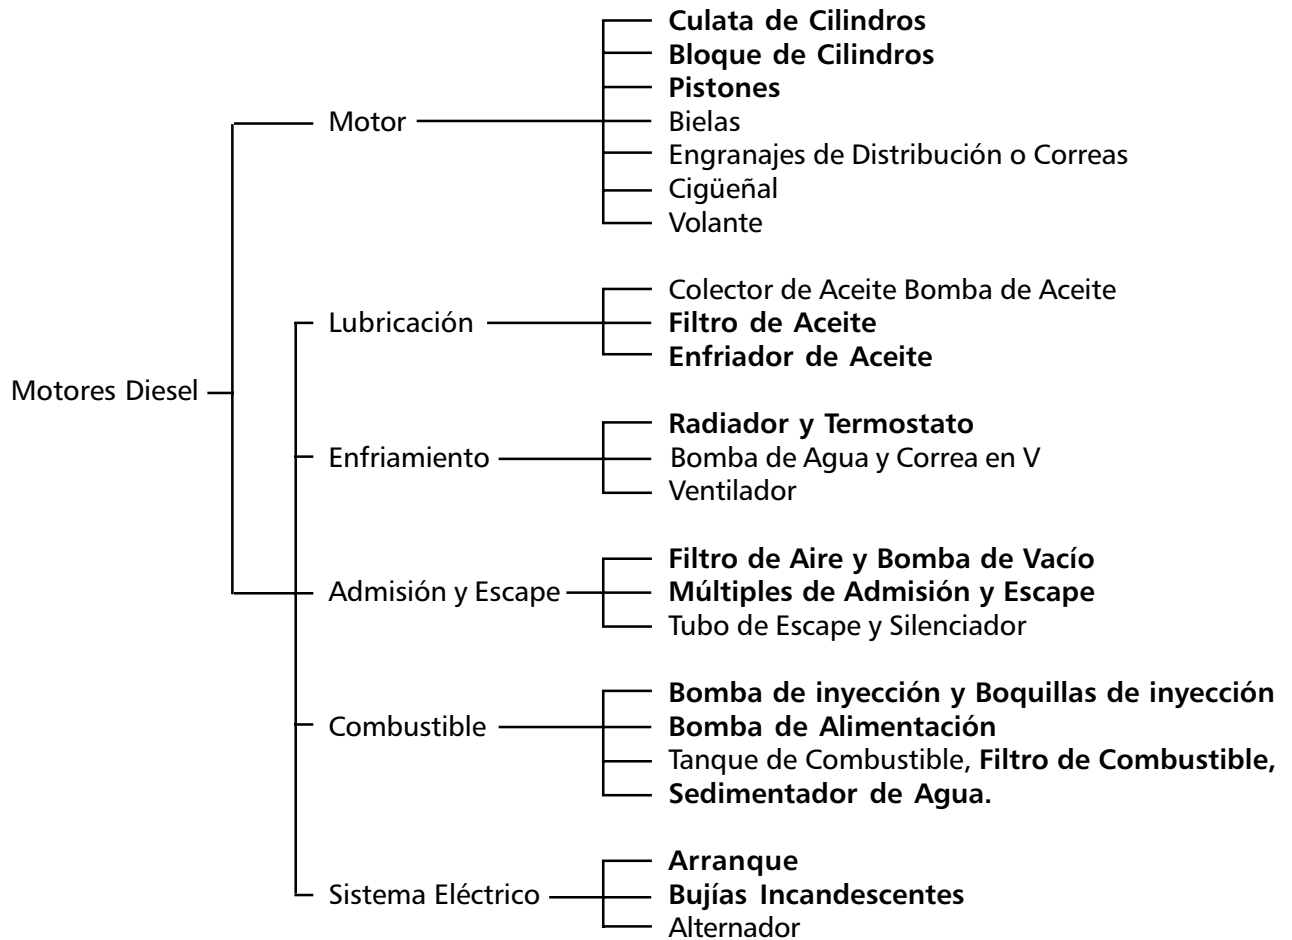 Motores Diesel
Motor
Culata de Cilindros
Bloque de Cilindros
Pistones
Bielas
Engranajes de Distribución o Correas
Cigüeñal
Volante
Lubricación
Colector de Aceite Bomba de Aceite
Filtro de Aceite
Enfriador de Aceite
Enfriamiento
Radiador y Termostato
Bomba de Agua y Correa en V
Ventilador
Admisión y Escape
Filtro de Aire y Bomba de Vacío
Múltiples de Admisión y Escape
Tubo de Escape y Silenciador
Combustible
Bomba de inyección y Boquillas de inyección
Bomba de Alimentación
Tanque de Combustible, Filtro de Combustible,
Sedimentador de Agua.
Sistema Eléctrico
Arranque
Bujías Incandescentes
Alternador